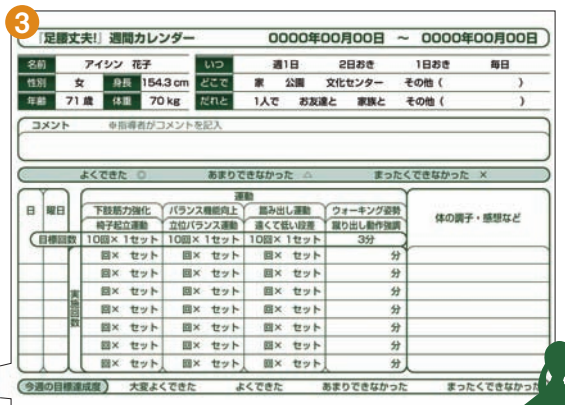 3
『足腰丈夫!』週間カレンダー 0000年00月00日 ～ 0000年00月00日
名前 アイシン 花子 いつ 週1日 2日おき 1日おき 毎日
性別 女 身長 154.3 cm どこで 家 公園 文化センター その他 ( )
年齢 71 歳 体重 70 kg だれと 1人で お友達と 家族と その他 ( )
コメント ※指導者がコメントを記入
よくできた ◎ あまりできなかった △ まったくできなかった ×
運動
日 曜日 下肢筋力強化 バランス機能向上 踏み出し運動 ウォーキング姿勢 体の調子・感想など
椅子起立運動 立位バランス運動 遠くて低い段差 蹴り出し動作強調
目標回数 10回× 1セット 10回× 1セット 10回× 1セット 3分
実施回数
回× セット 回× セット 回× セット 分
回× セット 回× セット 回× セット 分
回× セット 回× セット 回× セット 分
回× セット 回× セット 回× セット 分
回× セット 回× セット 回× セット 分
回× セット 回× セット 回× セット 分
回× セット 回× セット 回× セット 分
今週の目標達成度 大変よくできた よくできた あまりできなかった まったくできなかった